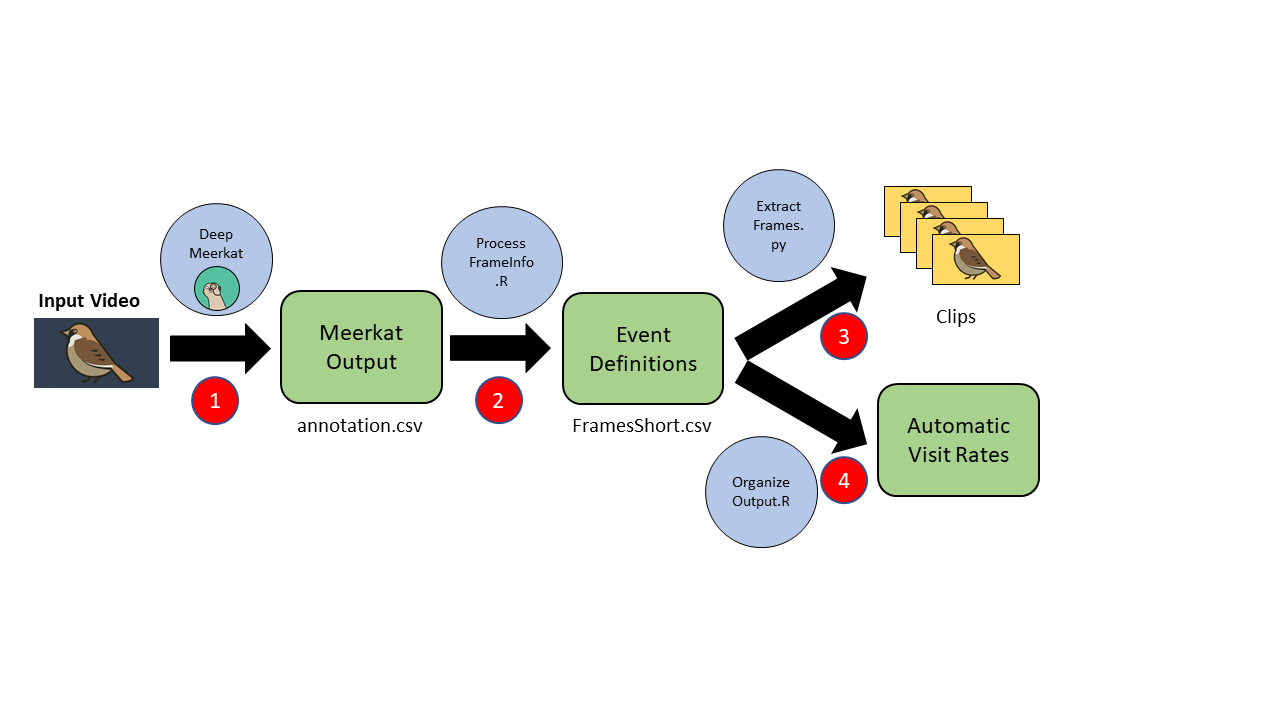 Input Video
Deep
Meerkat
1
Meerkat
Output
annotation.csv
Process
FrameInfo
.R
2
Event
Definitions
FramesShort.csv
Extract
Frames.
py
3
Clips
Organize
Output.R
4
Automatic
Visit Rates